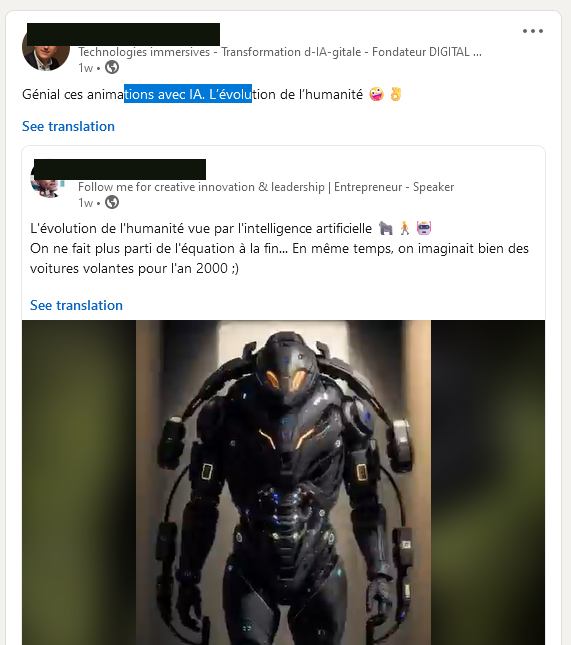 Technologies immersives - Transformation d-IA-gitale - Fondateur DIGITAL ...
1w •
Génial ces animations avec IA. L'évolution de l'humanité 🤪 👌
See translation
Follow me for creative innovation & leadership | Entrepreneur - Speaker
1w •
L'évolution de l'humanité vue par l'intelligence artificielle 🦍 🚶 🤖
On ne fait plus parti de l'équation à la fin... En même temps, on imaginait bien des
voitures volantes pour l'an 2000 ;)
See translation